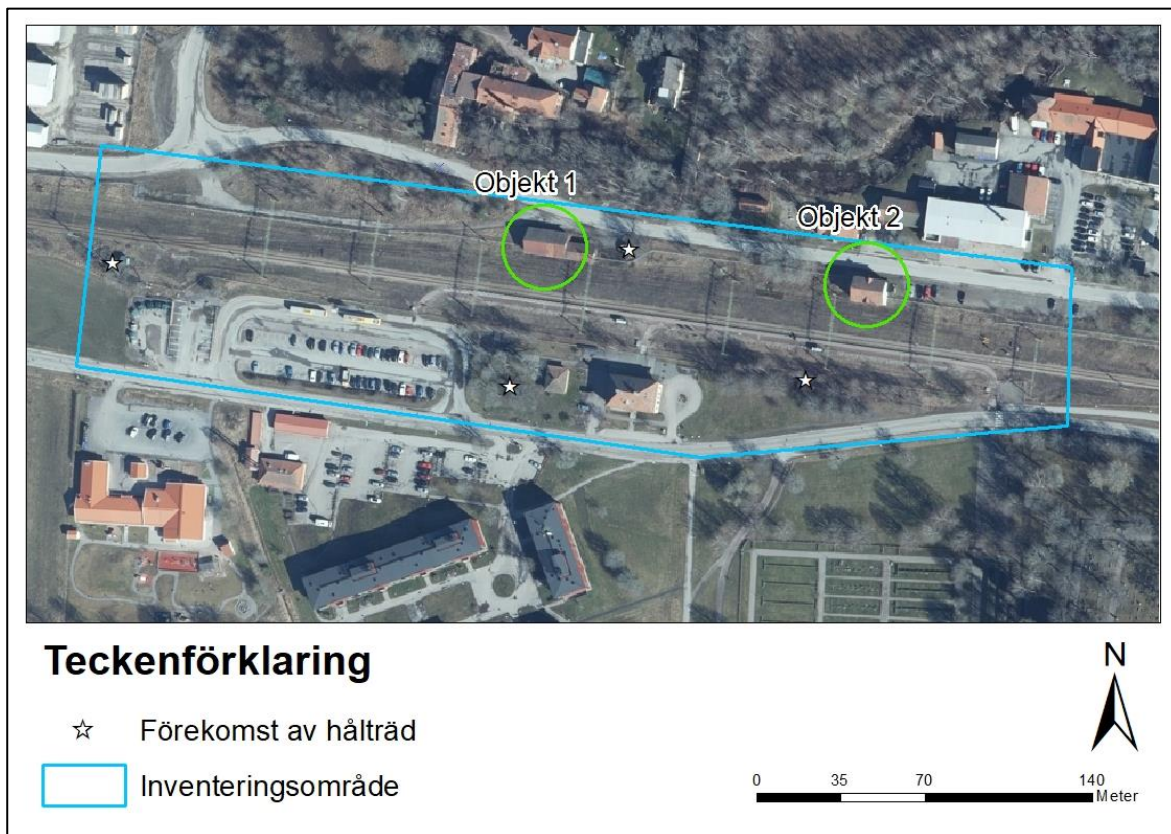 Objekt 1
Objekt 2
Teckenförklaring
Förekomst av hålträd
Inventeringsområde
N
0 35 70 140
Meter